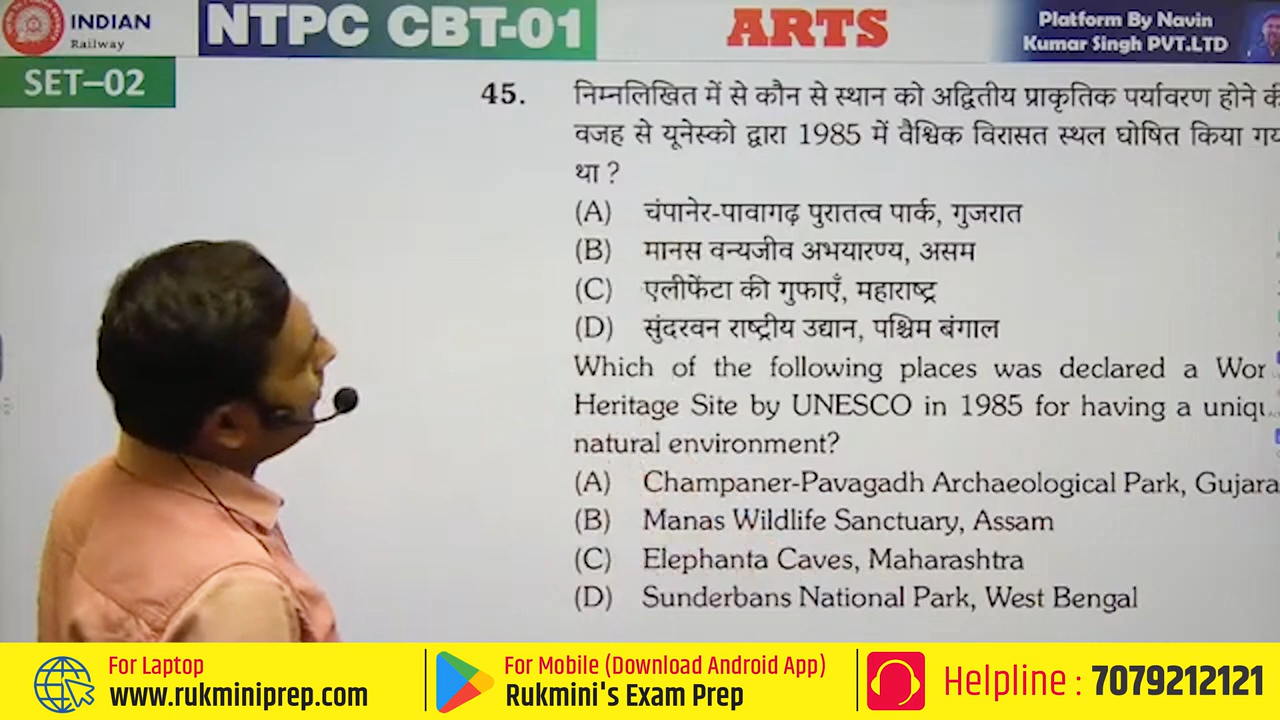 INDIAN
Railway
NTPC CBT-01
ARTS
Platform By Navin
Kumar Singh PVT.LTD
SET–02
45. निम्नलिखित में से कौन से स्थान को अद्वितीय प्राकृतिक पर्यावरण होने
वजह से यूनेस्को द्वारा 1985 में वैश्विक विरासत स्थल घोषित किया
था ?
(A) चंपानेर-पावागढ़ पुरातत्व पार्क, गुजरात
(B) मानस वन्यजीव अभयारण्य, असम
(C) एलीफेंटा की गुफाएँ, महाराष्ट्र
(D) सुंदरवन राष्ट्रीय उद्यान, पश्चिम बंगाल
Which of the following places was declared a Wor
Heritage Site by UNESCO in 1985 for having a uniqu
natural environment?
(A) Champaner-Pavagadh Archaeological Park, Gujara
(B) Manas Wildlife Sanctuary, Assam
(C) Elephanta Caves, Maharashtra
(D) Sunderbans National Park, West Bengal
For Laptop
www.rukminiprep.com
For Mobile (Download Android App)
Rukmini's Exam Prep
Helpline : 7079212121